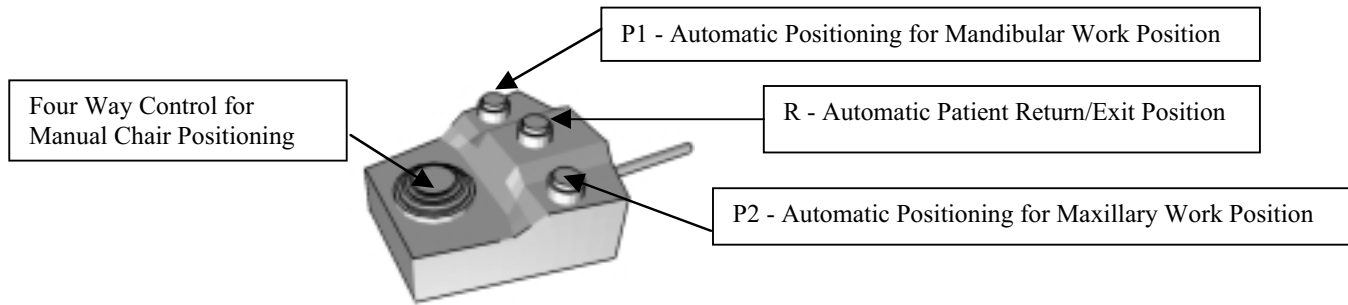 P1 - Automatic Positioning for Mandibular Work Position
Four Way Control for
Manual Chair Positioning
R - Automatic Patient Return/Exit Position
P2 - Automatic Positioning for Maxillary Work Position